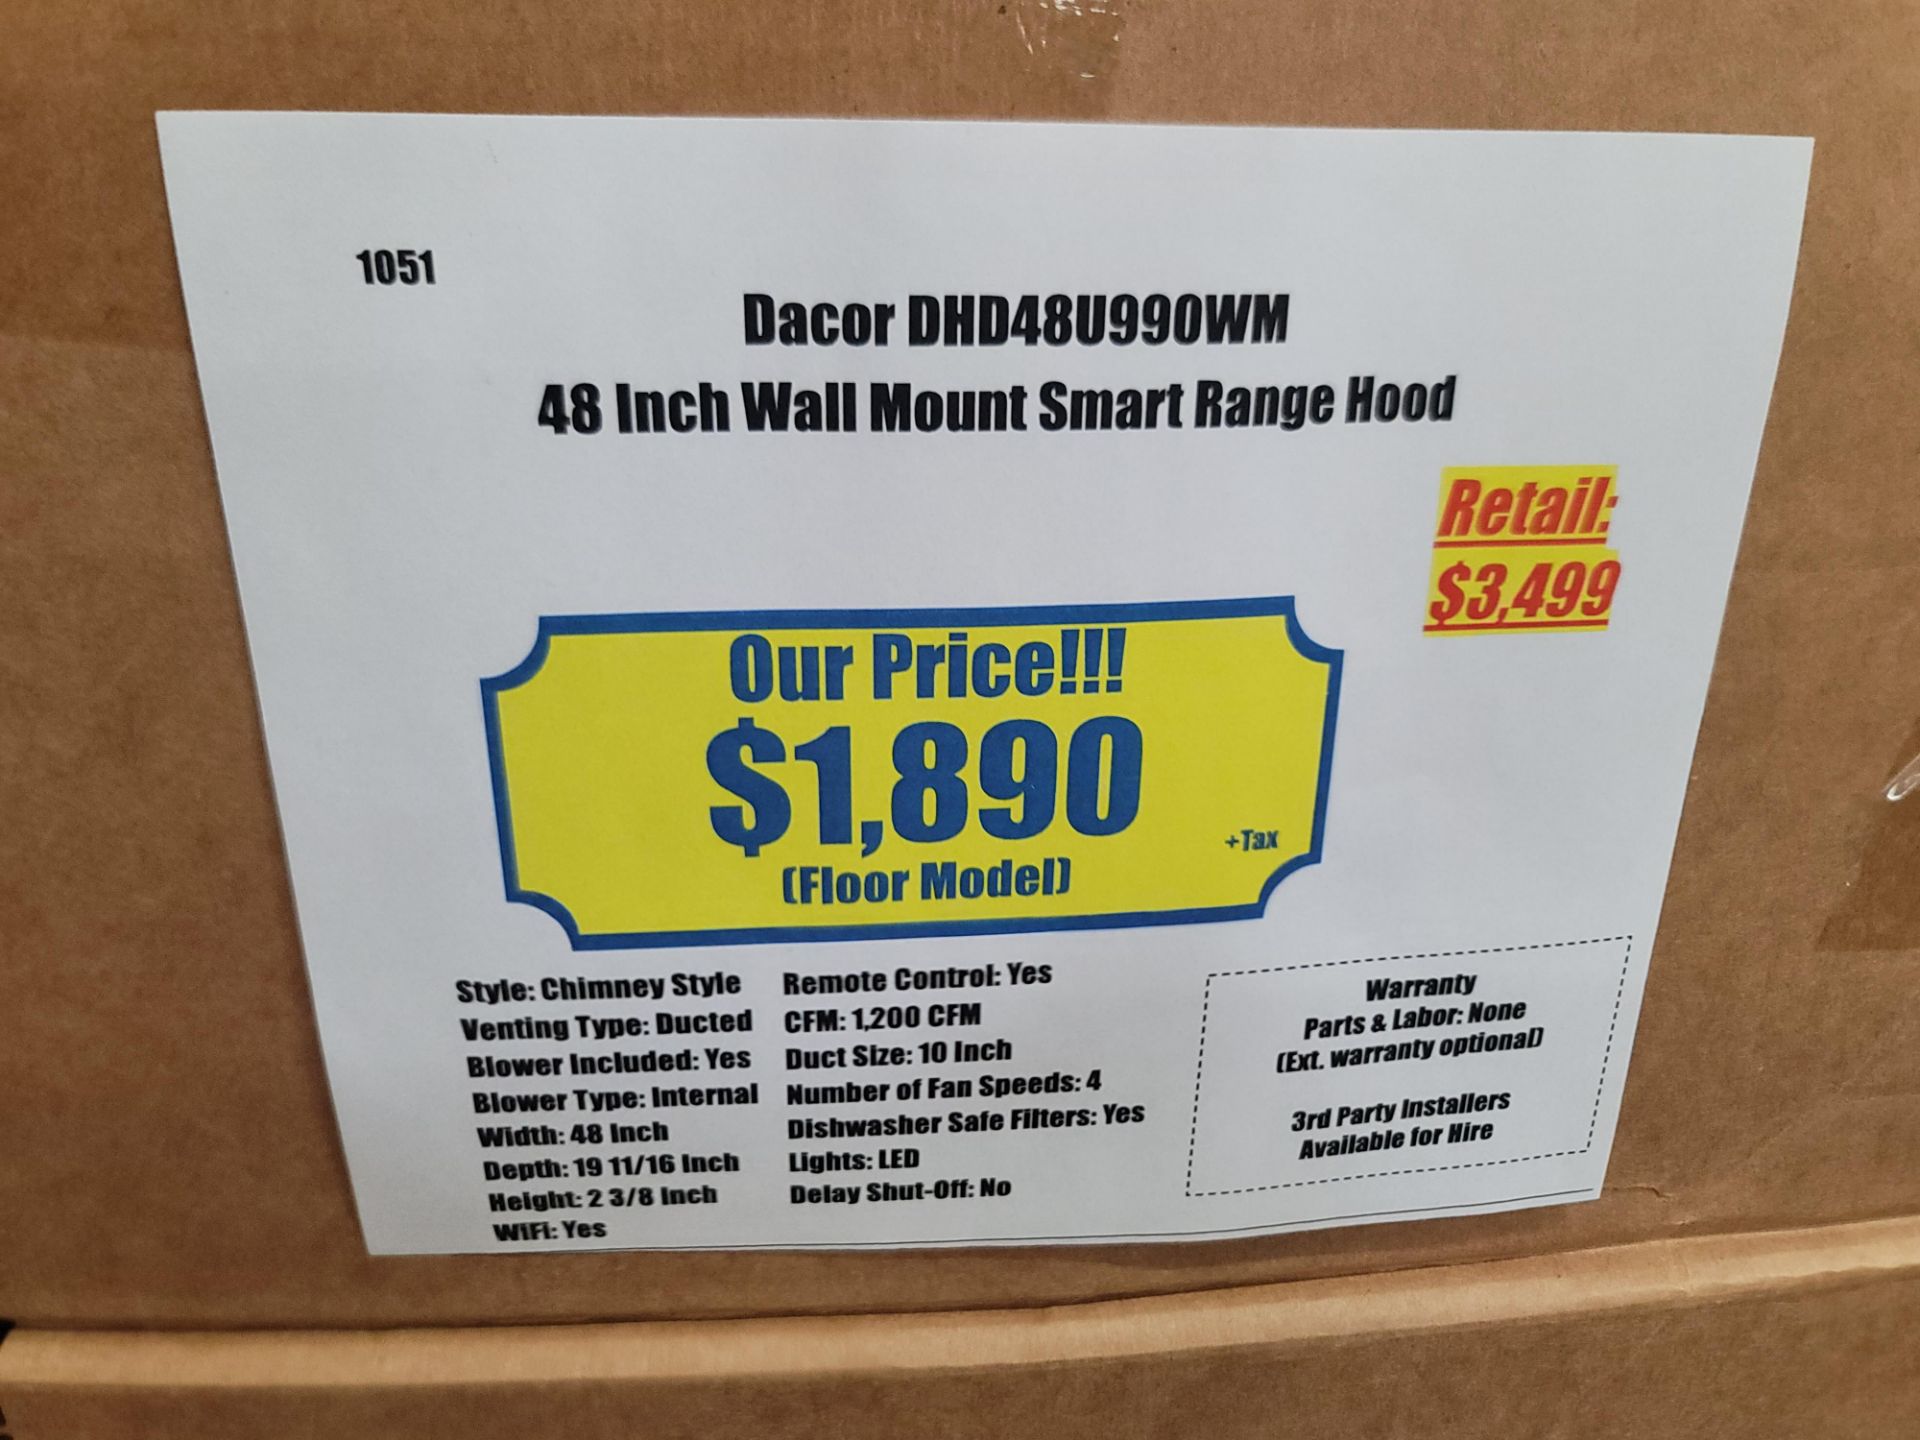 1051
Dacor DHD48U990WM
48 Inch Wall Mount Smart Range Hood
Retail:
$3,499
Our Price!!!
$1,890
+Tax
(Floor Model)
Style: Chimney Style
Venting Type: Ducted
Blower Included: Yes
Blower Type: Internal
Width: 48 Inch
Depth: 19 11/16 Inch
Height: 2 3/8 Inch
WiFi: Yes
Remote Control: Yes
CFM: 1,200 CFM
Duct Size: 10 Inch
Number of Fan Speeds: 4
Dishwasher Safe Filters: Yes
Lights: LED
Delay Shut-Off: No
Warranty
Parts & Labor: None
(Ext. warranty optional)
3rd Party Installers
Available for Hire